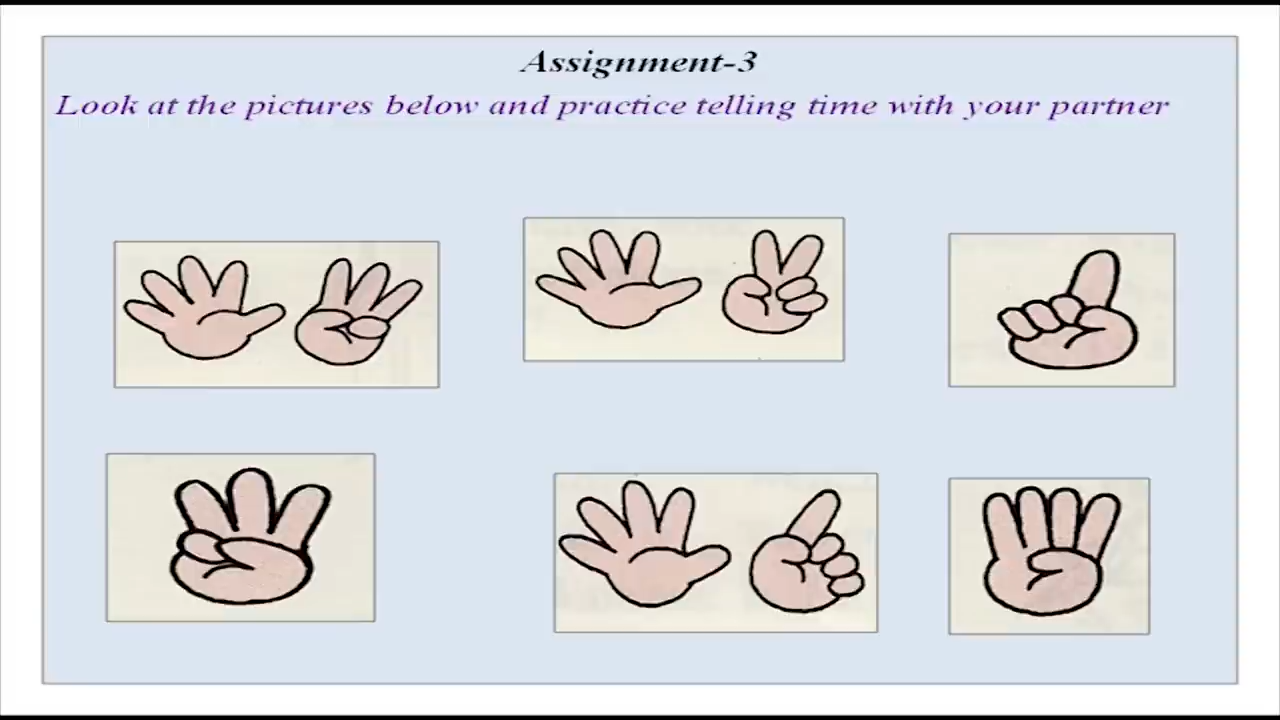 Assignment-3
Look at the pictures below and practice telling time with your partner